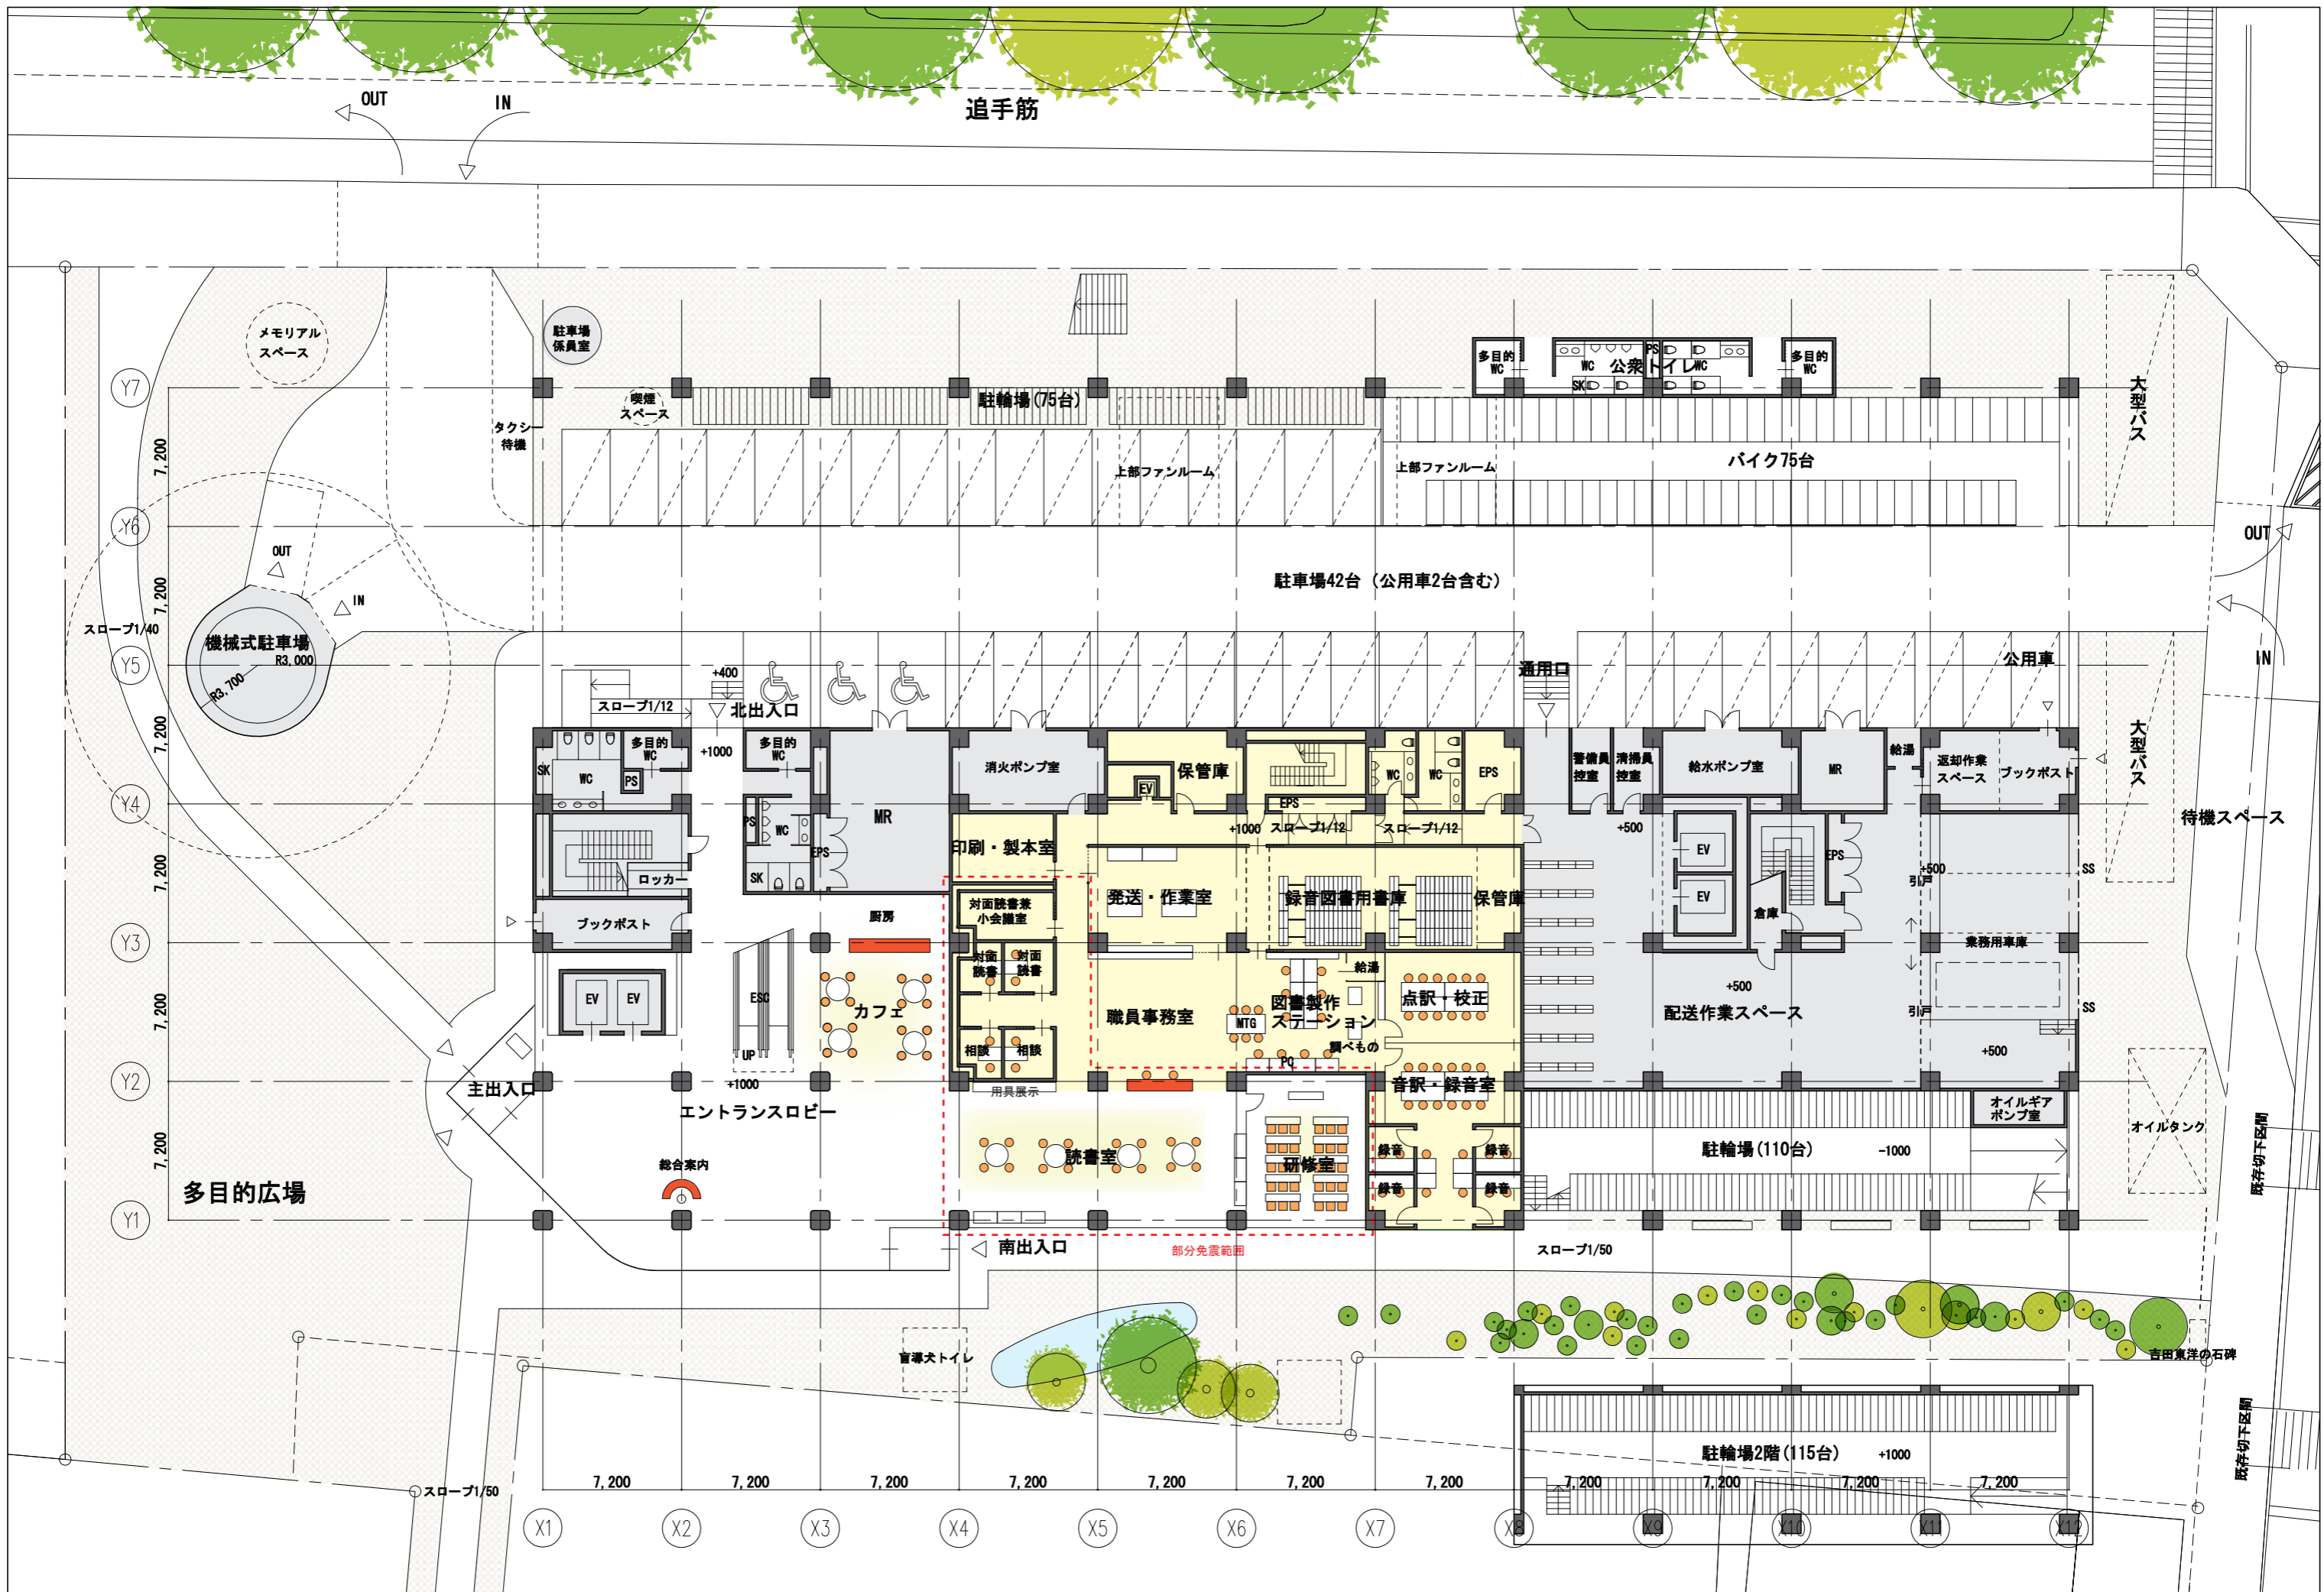 OUT
IN
追手筋
メモリアル
スペース
駐車場
係員室
喫煙
スペース
タクシー
待機
駐輪場(75台)
上部ファンルーム
上部ファンルーム
多目的
WC
WC
公衆トイレ
PS
WC
SK
多目的
WC
バイク75台
大型バス
Y7
7,200
Y6
OUT
IN
7,200
スロープ1/40
機械式駐車場
R3,000
R3,700
Y5
駐車場42台(公用車2台含む)
OUT
IN
公用車
通用口
+400
スロープ1/12
北出入口
+1000
7,200
SK
WC
多目的
WC
PS
多目的
WC
消火ポンプ室
保管庫
EV
EPS
WC
WC
EPS
警備員
控室
清掃員
控室
給水ポンプ室
MR
給湯
返却作業
スペース
ブックポスト
大型バス
待機スペース
Y4
PS
WC
SK
EPS
MR
印刷・製本室
+1000
スロープ1/12
スロープ1/12
+500
EV
EV
EPS
+500
引戸
SS
7,200
ロッカー
ブックポスト
厨房
対面読書兼
小会議室
発送・作業室
録音図書用書庫
保管庫
倉庫
業務用車庫
Y3
対面
読書
対面
読書
給湯
EV
EV
ESC
カフェ
職員事務室
図書製作
ステーション
MTG
点訳・校正
配送作業スペース
+500
引戸
SS
7,200
UP
相談
相談
調べもの
PC
+500
Y2
主出入口
+1000
エントランスロビー
用具展示
音訳・録音室
オイルギア
ポンプ室
オイルタンク
7,200
総合案内
読書室
研修室
録音
録音
録音
録音
駐輪場(110台)
-1000
既存切下区間
多目的広場
Y1
南出入口
部分免震範囲
スロープ1/50
盲導犬トイレ
吉田東洋の石碑
駐輪場2階(115台)
+1000
既存切下区間
スロープ1/50
7,200
7,200
7,200
7,200
7,200
7,200
7,200
7,200
7,200
7,200
7,200
X1
X2
X3
X4
X5
X6
X7
X8
X9
X10
X11
X12